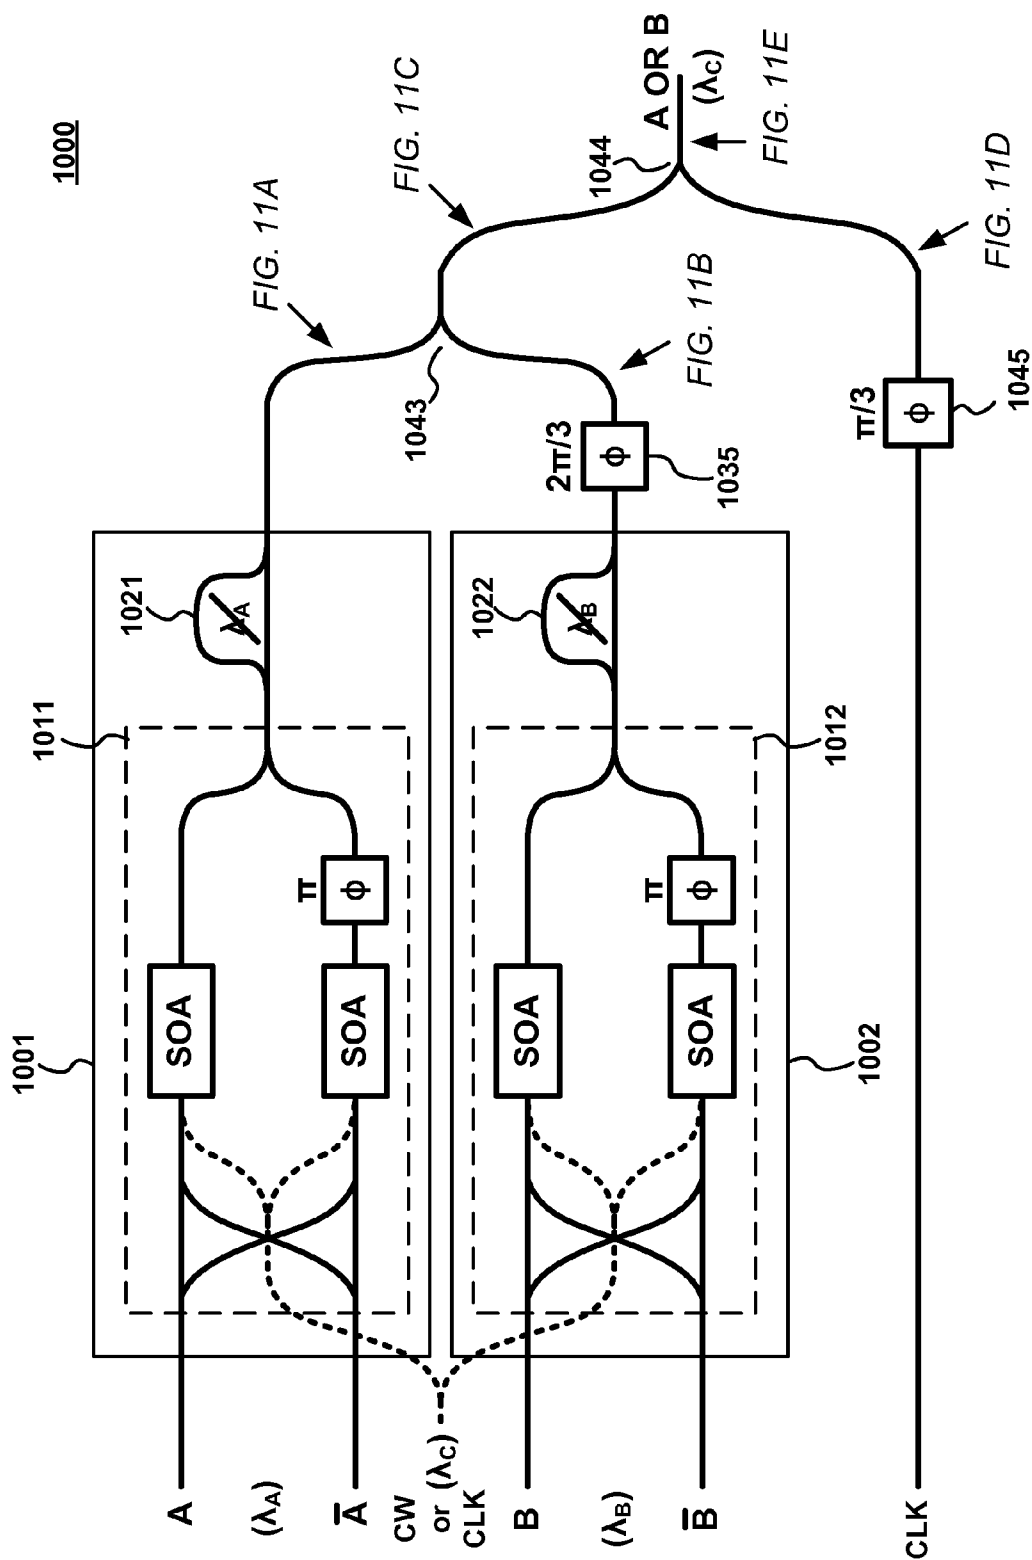 1000
A
(λA)
A̅
CW
or (λC)
CLK
B
(λB)
B̅
CLK
1001
1011
SOA
SOA
π
ϕ
1021
λA
FIG. 11A
1002
1012
SOA
SOA
π
ϕ
1022
λB
2π/3
ϕ
1035
1043
FIG. 11B
FIG. 11C
π/3
ϕ
1045
FIG. 11D
1044
A OR B
(λC)
FIG. 11E